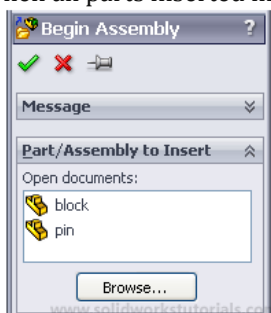 Begin Assembly ?
Message
Part/Assembly to Insert
Open documents:
block
pin
Browse...
www.solidworkstutorials.com